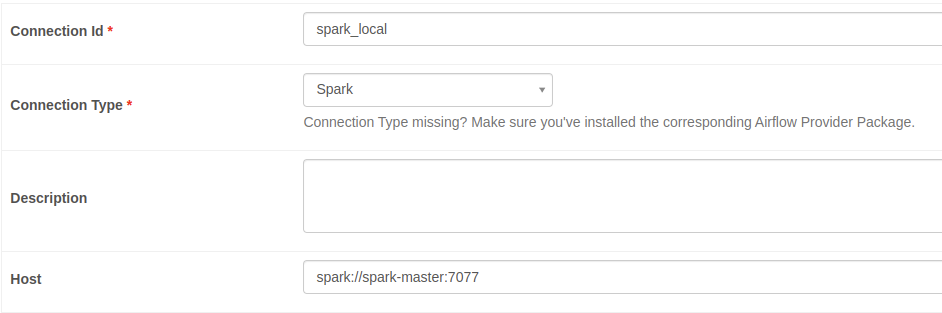 Connection Id *
spark_local
Connection Type *
Spark
Connection Type missing? Make sure you've installed the corresponding Airflow Provider Package.
Description
Host
spark://spark-master:7077